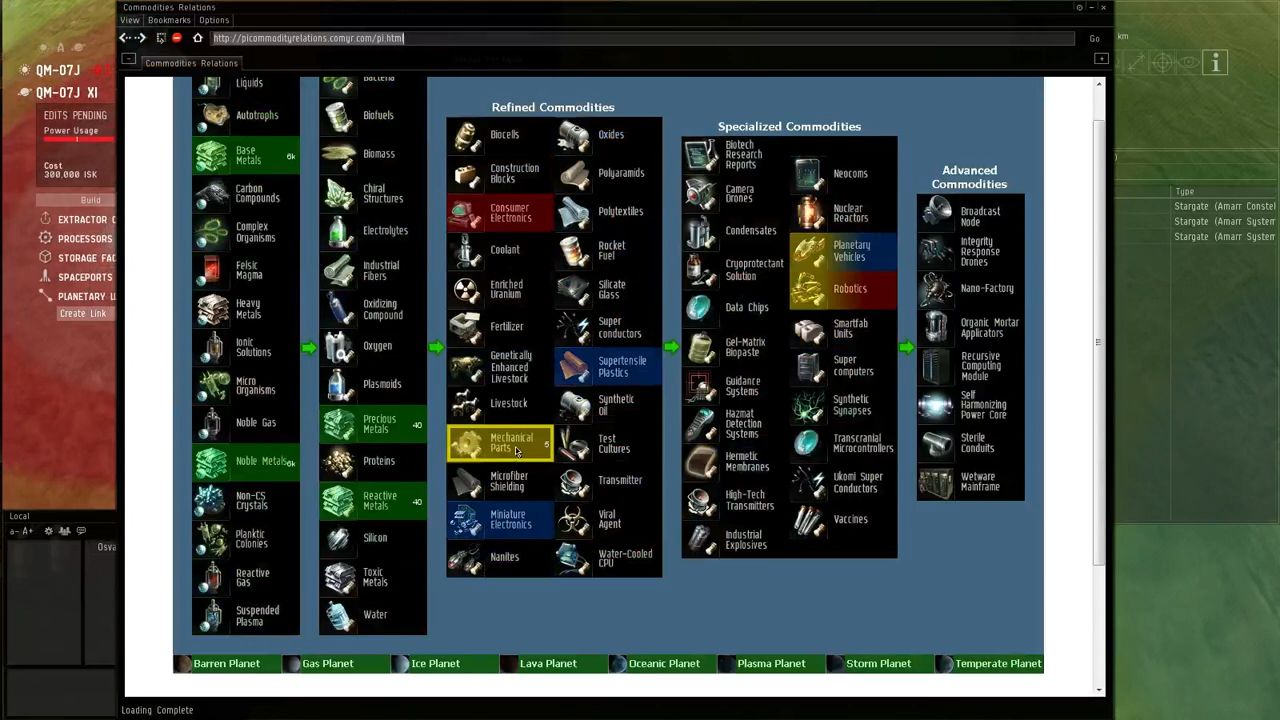 Commodities Relations
View Bookmarks Options
http://picommodityrelations.comyr.com/pi.html
Go
Commodities Relations
km
QM-07J
QM-07J XI
EDITS PENDING
Power Usage
Cost
300,000 ISK
Build
EXTRACTOR C
PROCESSORS
STORAGE FAC
SPACEPORTS
PLANETARY L
Create Link
Local
a- A+
Osva
Liquids
Autotrophs
Base
Metals
6k
Carbon
Compounds
Complex
Organisms
Felsic
Magma
Heavy
Metals
Ionic
Solutions
Micro
Organisms
Noble Gas
Noble Metals 6k
Non-CS
Crystals
Planktic
Colonies
Reactive
Gas
Suspended
Plasma
Bacteria
Biofuels
Biomass
Chiral
Structures
Electrolytes
Industrial
Fibers
Oxidizing
Compound
Oxygen
Plasmoids
Precious
Metals
40
Proteins
Reactive
Metals
40
Silicon
Toxic
Metals
Water
Refined Commodities
Biocells
Construction
Blocks
Consumer
Electronics
Coolant
Enriched
Uranium
Fertilizer
Genetically
Enhanced
Livestock
Livestock
Mechanical
Parts
Microfiber
Shielding
Miniature
Electronics
Nanites
Oxides
Polyaramids
Polytextiles
Rocket
Fuel
Silicate
Glass
Super
conductors
Supertensile
Plastics
Synthetic
Oil
Test
Cultures
Transmitter
Viral
Agent
Water-Cooled
CPU
Specialized Commodities
Biotech
Research
Reports
Camera
Drones
Condensates
Cryoprotectant
Solution
Data Chips
Gel-Matrix
Biopaste
Guidance
Systems
Hazmat
Detection
Systems
Hermetic
Membranes
High-Tech
Transmitters
Industrial
Explosives
Neocoms
Nuclear
Reactors
Planetary
Vehicles
Robotics
Smartfab
Units
Super
computers
Synthetic
Synapses
Transcranial
Microcontrollers
Ukomi Super
Conductors
Vaccines
Advanced
Commodities
Broadcast
Node
Integrity
Response
Drones
Nano-Factory
Organic Mortar
Applicators
Recursive
Computing
Module
Self
Harmonizing
Power Core
Sterile
Conduits
Wetware
Mainframe
Type
Stargate (Amarr Constel
Stargate (Amarr System
Stargate (Amarr System
Barren Planet Gas Planet Ice Planet Lava Planet Oceanic Planet Plasma Planet Storm Planet Temperate Planet
Loading Complete